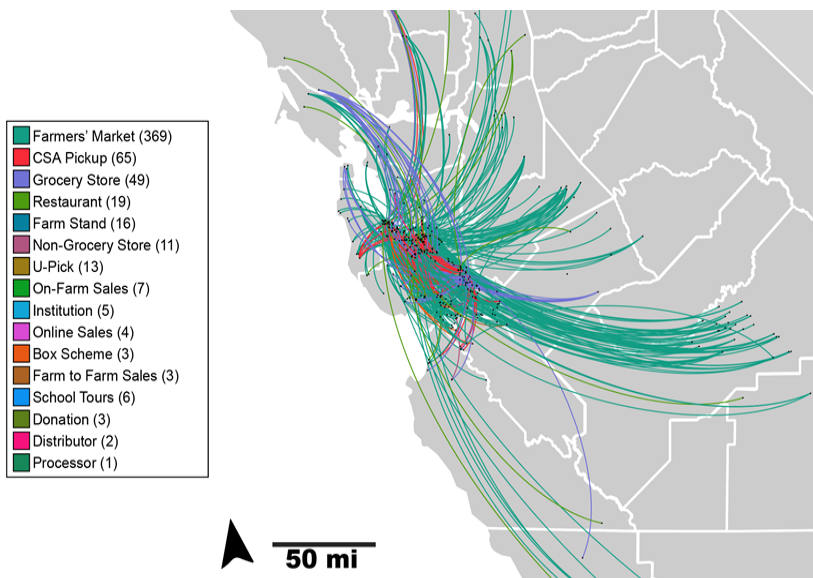 Farmers' Market (369)
CSA Pickup (65)
Grocery Store (49)
Restaurant (19)
Farm Stand (16)
Non-Grocery Store (11)
U-Pick (13)
On-Farm Sales (7)
Institution (5)
Online Sales (4)
Box Scheme (3)
Farm to Farm Sales (3)
School Tours (6)
Donation (3)
Distributor (2)
Processor (1)
50 mi